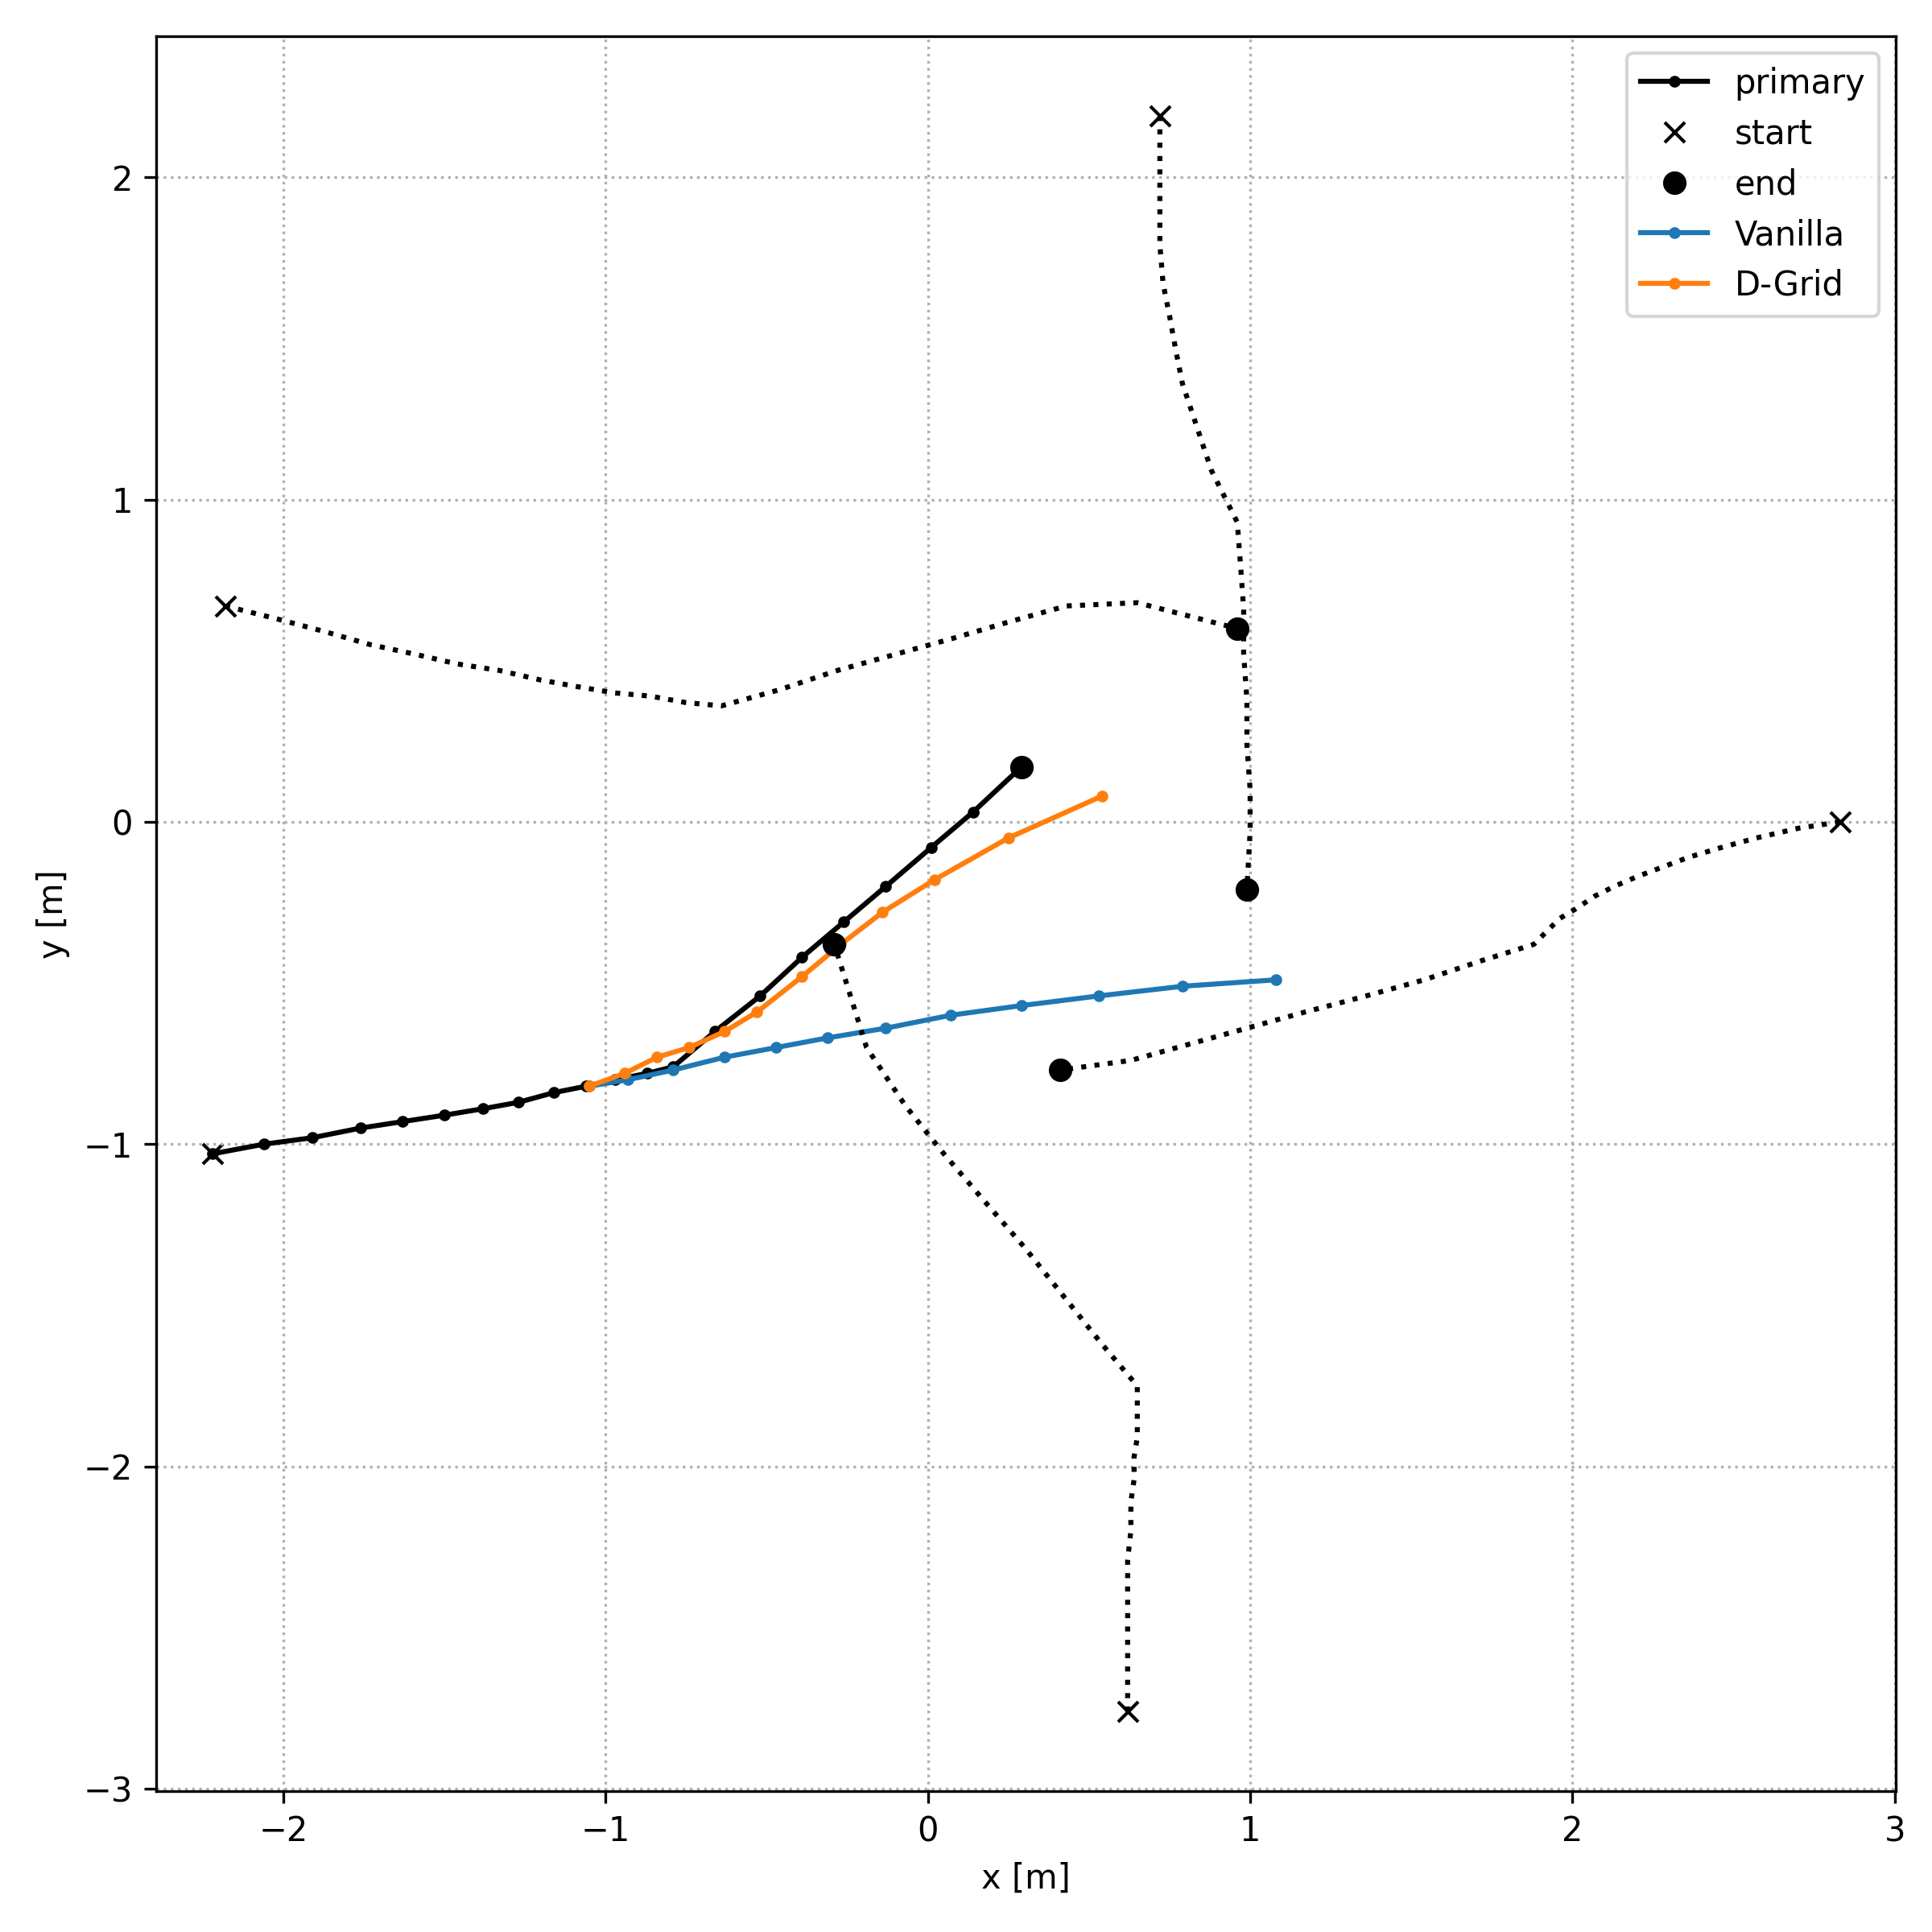 primary
start
end
Vanilla
D-Grid
2
1
0
−1
−2
−3
y [m]
−2 −1 0 1 2 3
x [m]